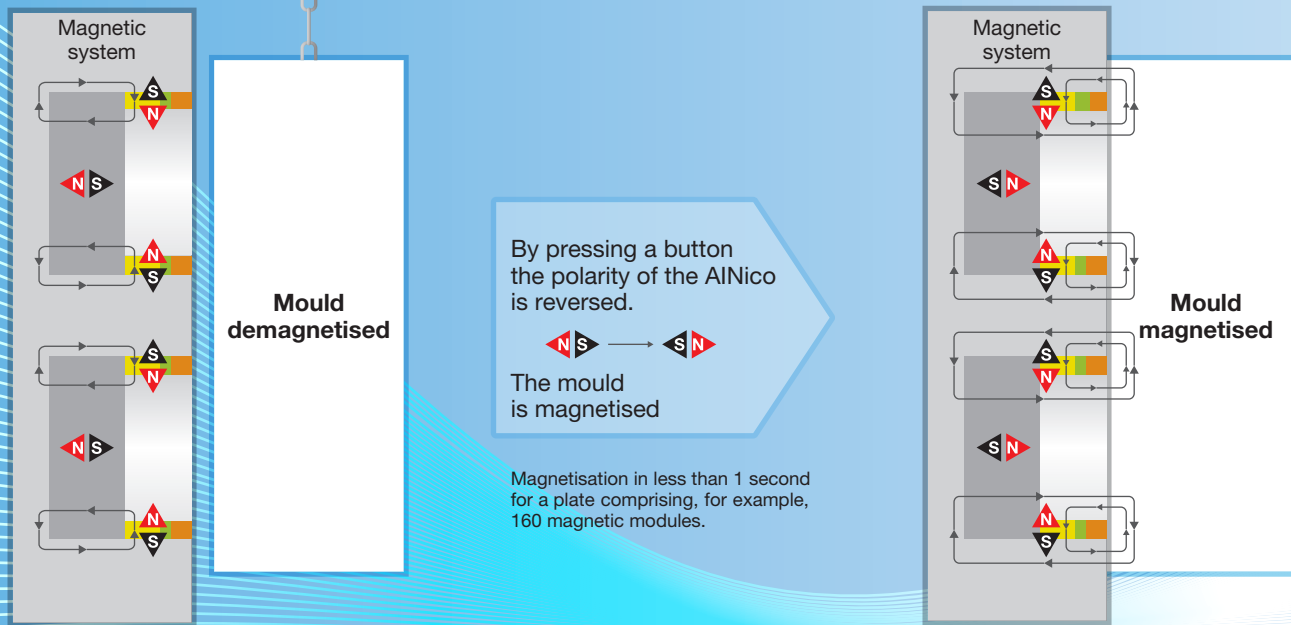 Magnetic
system
S
N
N S
N
S
S
N
N S
N
S
Mould
demagnetised
By pressing a button
the polarity of the AlNico
is reversed.
N S S N
The mould
is magnetised
Magnetisation in less than 1 second
for a plate comprising, for example,
160 magnetic modules.
Magnetic
system
S
N
S N
N
S
S
N
S N
N
S
Mould
magnetised